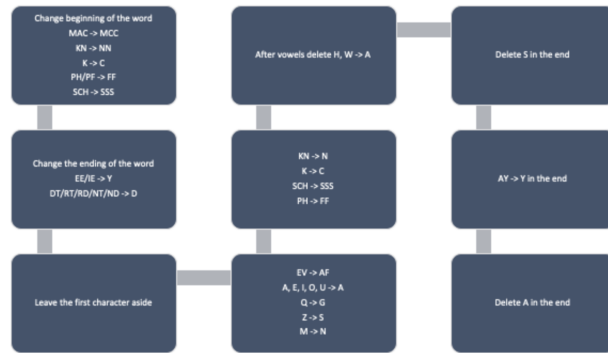 Change beginning of the word
MAC -> MCC
KN -> NN
K -> C
PH/PF -> FF
SCH -> SSS
Change the ending of the word
EE/IE -> Y
DT/RT/RD/NT/ND -> D
Leave the first character aside
EV -> AF
A, E, I, O, U -> A
Q -> G
Z -> S
M -> N
KN -> N
K -> C
SCH -> SSS
PH -> FF
After vowels delete H, W -> A
Delete S in the end
AY -> Y in the end
Delete A in the end